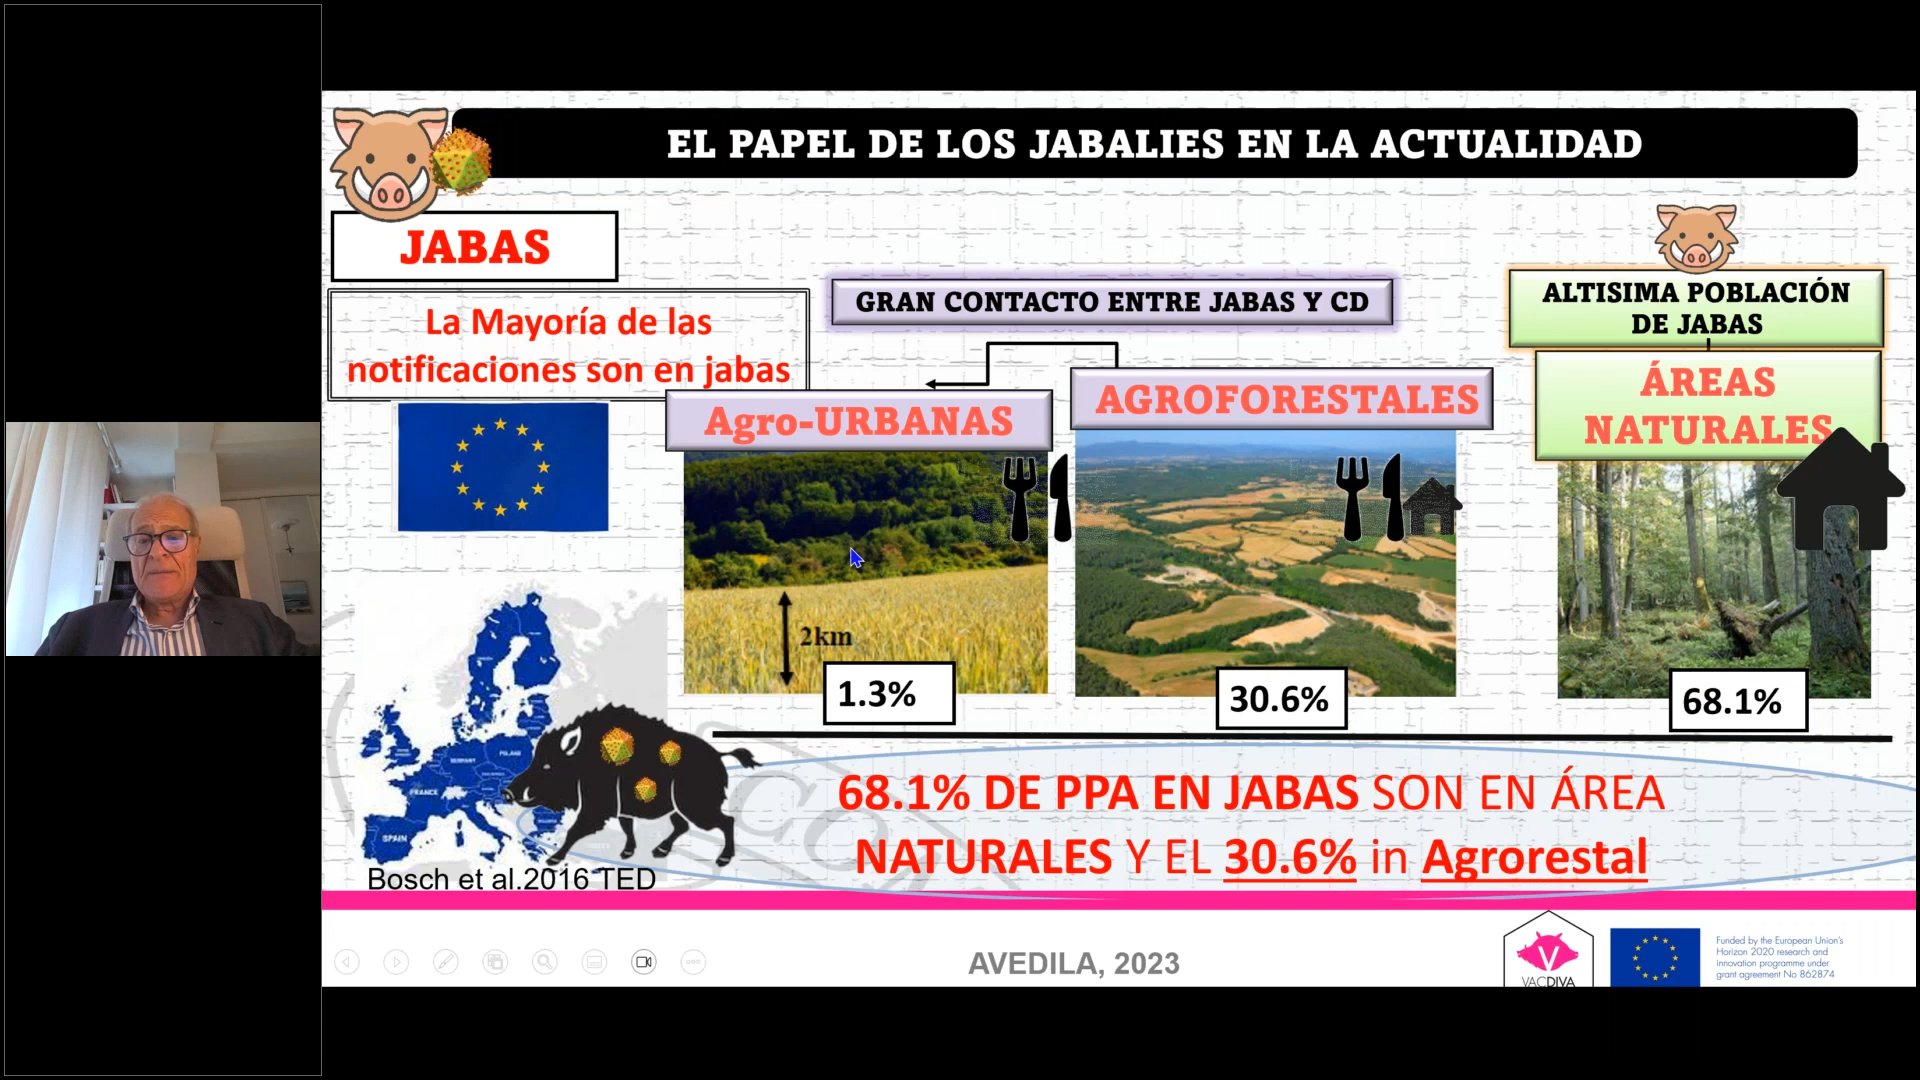 EL PAPEL DE LOS JABALIES EN LA ACTUALIDAD
JABAS
La Mayoría de las
notificaciones son en jabas
GRAN CONTACTO ENTRE JABAS Y CD
ALTISIMA POBLACIÓN
DE JABAS
Agro-URBANAS
AGROFORESTALES
ÁREAS
NATURALES
2km
1.3%
30.6%
68.1%
POLAND
GERMANY
FRANCE
SPAIN
68.1% DE PPA EN JABAS SON EN ÁREA
NATURALES Y EL 30.6% in Agrorestal
Bosch et al.2016 TED
AVEDILA, 2023
V
VACDIVA
Funded by the European Union's
Horizon 2020 research and
innovation programme under
grant agreement No 862874